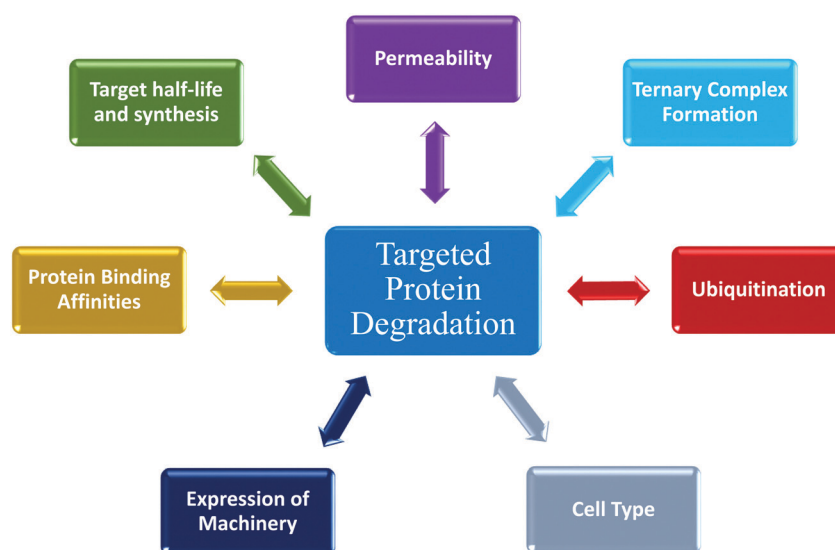 Permeability
Target half-life
and synthesis
Ternary Complex
Formation
Targeted
Protein
Degradation
Protein Binding
Affinities
Ubiquitination
Expression of
Machinery
Cell Type